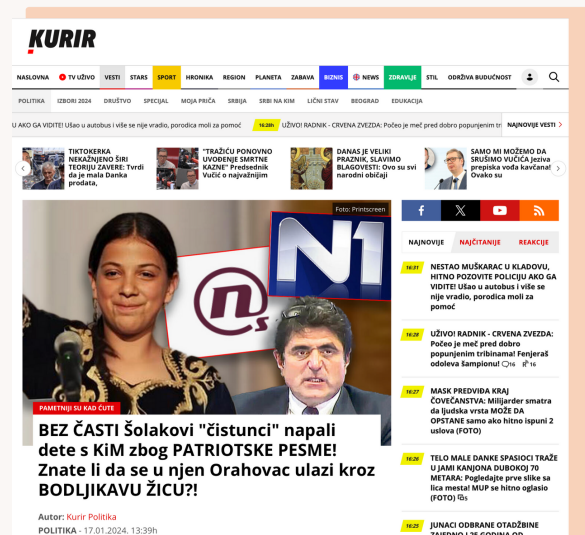 KURIR
NASLOVNA TV UŽIVO VESTI STARS SPORT HRONIKA REGION PLANETA ZABAVA BIZNIS NEWS ZDRAVLJE STIL ODRŽIVA BUDUĆNOST
POLITIKA IZBORI 2024 DRUŠTVO SPECIJAL MOJA PRIČA SRBIJA SRBI NA KIM LIČNI STAV BEOGRAD EDUKACIJA
U AKO GA VIDITE! Ušao u autobus i više se nije vradio, porodica moli za pomoć 16:28h UŽIVO! RADNIK - CRVENA ZVEZDA: Počeo je meč pred dobro popunjenim tr NAJNOVIJE VESTI
TIKTOKERKA
NEKAŽNJENO ŠIRI
TEORIJU ZAVERE: Tvrdi
da je mala Danka
prodata,
"TRAŽIĆU PONOVNO
UVOĐENJE SMRTNE
KAZNE" Predsednik
Vučić o najvažnijim
DANAS JE VELIKI
PRAZNIK, SLAVIMO
BLAGOVESTI: Ovo su svi
narodni običaji
SAMO MI MOŽEMO DA
SRUŠIMO VUČIĆA Jeziva
prepiska vođa kavčana!
Ovako su
Foto: Printscreen
N1
n
S
PAMETNIJI SU KAD ĆUTE
BEZ ČASTI Šolakovi "čistunci" napali
dete s KiM zbog PATRIOTSKE PESME!
Znate li da se u njen Orahovac ulazi kroz
BODLJIKAVU ŽICU?!
Autor: Kurir Politika
POLITIKA - 17.01.2024. 13:39h
NAJNOVIJE NAJČITANIJE REAKCIJE
16:31 NESTAO MUŠKARAC U KLADOVU,
HITNO POZOVITE POLICIJU AKO GA
VIDITE! Ušao u autobus i više se
nije vradio, porodica moli za
pomoć
16:28 UŽIVO! RADNIK - CRVENA ZVEZDA:
Počeo je meč pred dobro
popunjenim tribinama! Fenjeraš
odoleva šampionu! 16 16
16:27 MASK PREDVIĐA KRAJ
ČOVEČANSTVA: Milijarder smatra
da ljudska vrsta MOŽE DA
OPSTANE samo ako hitno ispuni 2
uslova (FOTO)
16:26 TELO MALE DANKE SPASIOCI TRAŽE
U JAMI KANJONA DUBOKOJ 70
METARA: Pogledajte prve slike sa
lica mesta! MUP se hitno oglasio
(FOTO) 5
16:25 JUNACI ODBRANE OTADŽBINE
ZAJEDNO I 25 GODINA OD